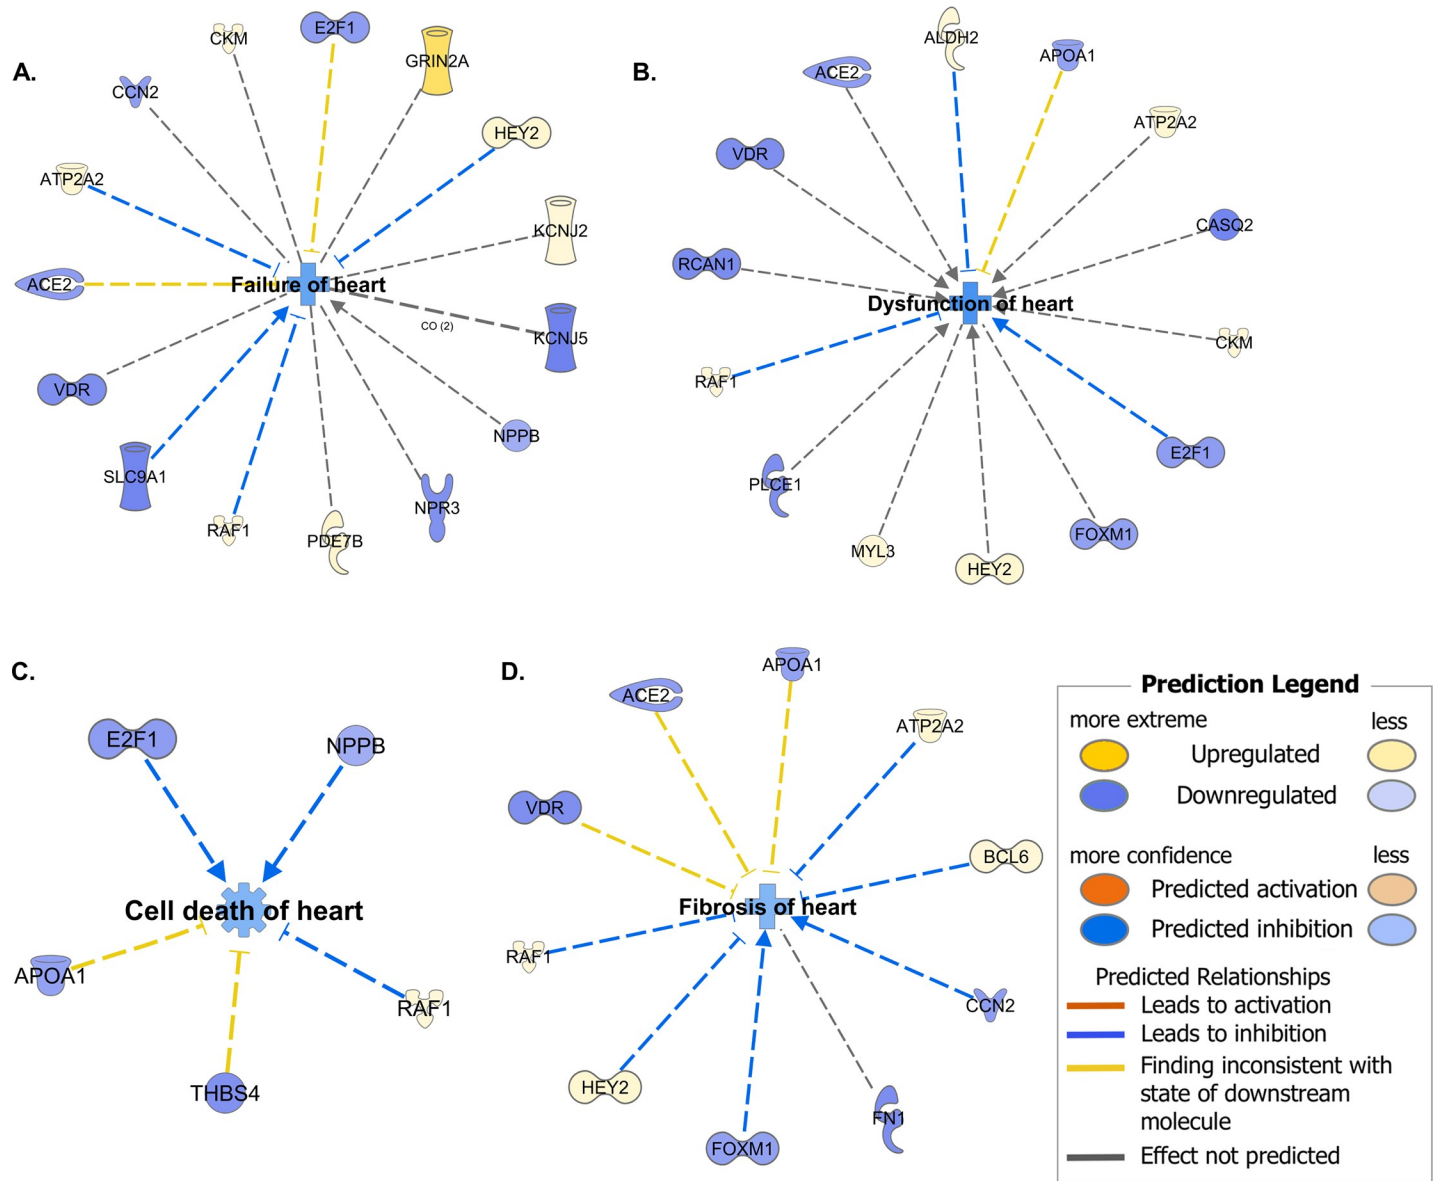 A.
CKM
E2F1
GRIN2A
CCN2
HEY2
ATP2A2
KCNJ2
ACE2
Failure of heart
CO (2)
KCNJ5
VDR
NPPB
SLC9A1
NPR3
RAF1
PDE7B
B.
ALDH2
APOA1
ACE2
ATP2A2
VDR
CASQ2
RCAN1
Dysfunction of heart
CKM
RAF1
E2F1
PLCE1
FOXM1
MYL3
HEY2
C.
E2F1
NPPB
Cell death of heart
APOA1
RAF1
THBS4
D.
APOA1
ACE2
ATP2A2
VDR
BCL6
Fibrosis of heart
RAF1
CCN2
HEY2
FN1
FOXM1
Prediction Legend
more extreme less
Upregulated
Downregulated
more confidence less
Predicted activation
Predicted inhibition
Predicted Relationships
Leads to activation
Leads to inhibition
Finding inconsistent with
state of downstream
molecule
Effect not predicted